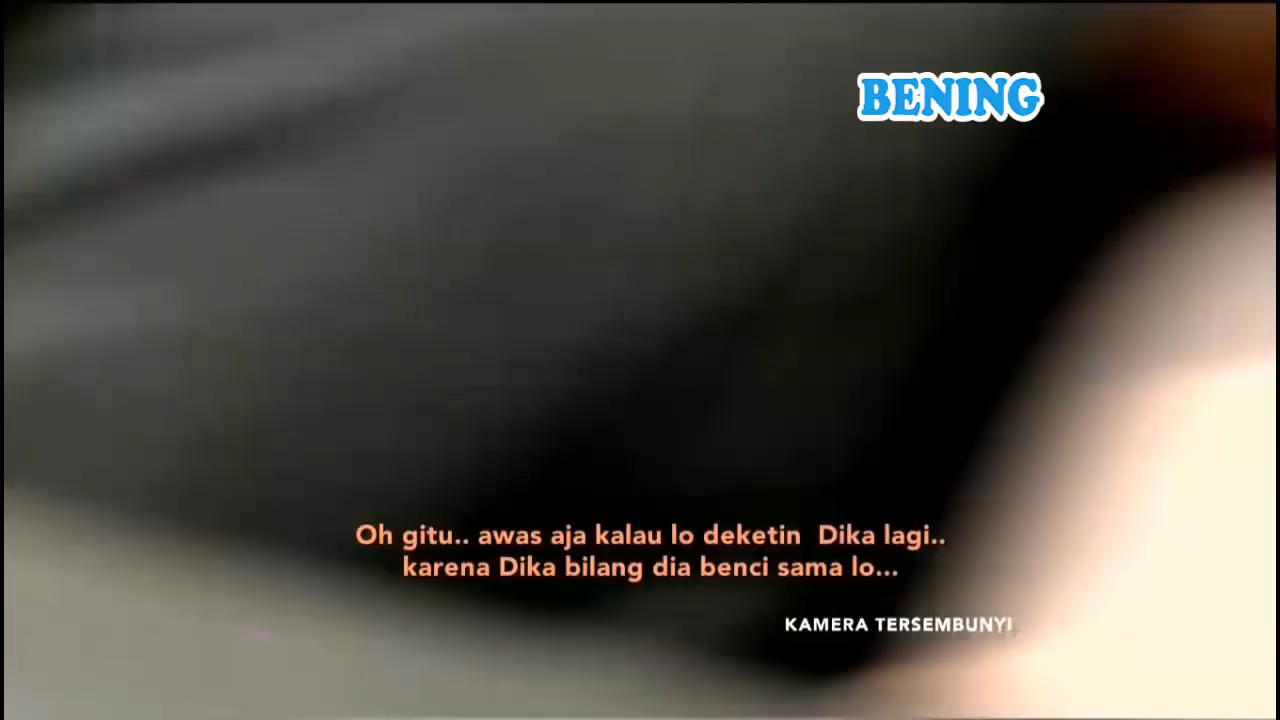 BENING
Oh gitu.. awas aja kalau lo deketin Dika lagi..
karena Dika bilang dia benci sama lo...
KAMERA TERSEMBUNYI